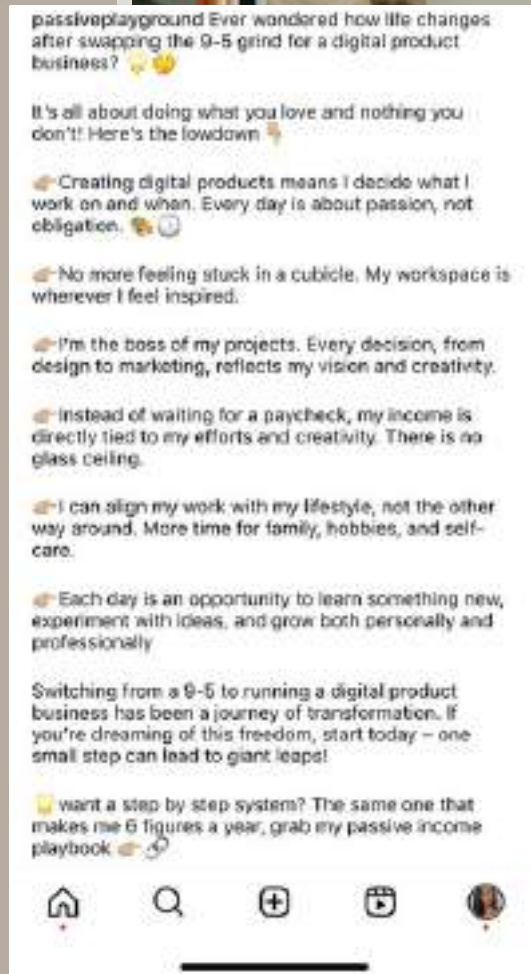 passiveplayground Ever wondered how life changes
after swapping the 9-5 grind for a digital product
business? 💡🤔
It's all about doing what you love and nothing you
don't! Here's the lowdown 👇🏼
👉🏼Creating digital products means I decide what I
work on and when. Every day is about passion, not
obligation. 🎨🕒
👉🏼No more feeling stuck in a cubicle. My workspace is
wherever I feel inspired.
👉🏼I'm the boss of my projects. Every decision, from
design to marketing, reflects my vision and creativity.
👉🏼Instead of waiting for a paycheck, my income is
directly tied to my efforts and creativity. There is no
glass ceiling.
👉🏼I can align my work with my lifestyle, not the other
way around. More time for family, hobbies, and self-
care.
👉🏼Each day is an opportunity to learn something new,
experiment with ideas, and grow both personally and
professionally
Switching from a 9-5 to running a digital product
business has been a journey of transformation. If
you're dreaming of this freedom, start today – one
small step can lead to giant leaps!
💡 want a step by step system? The same one that
makes me 6 figures a year, grab my passive income
playbook 👉🏼🔗